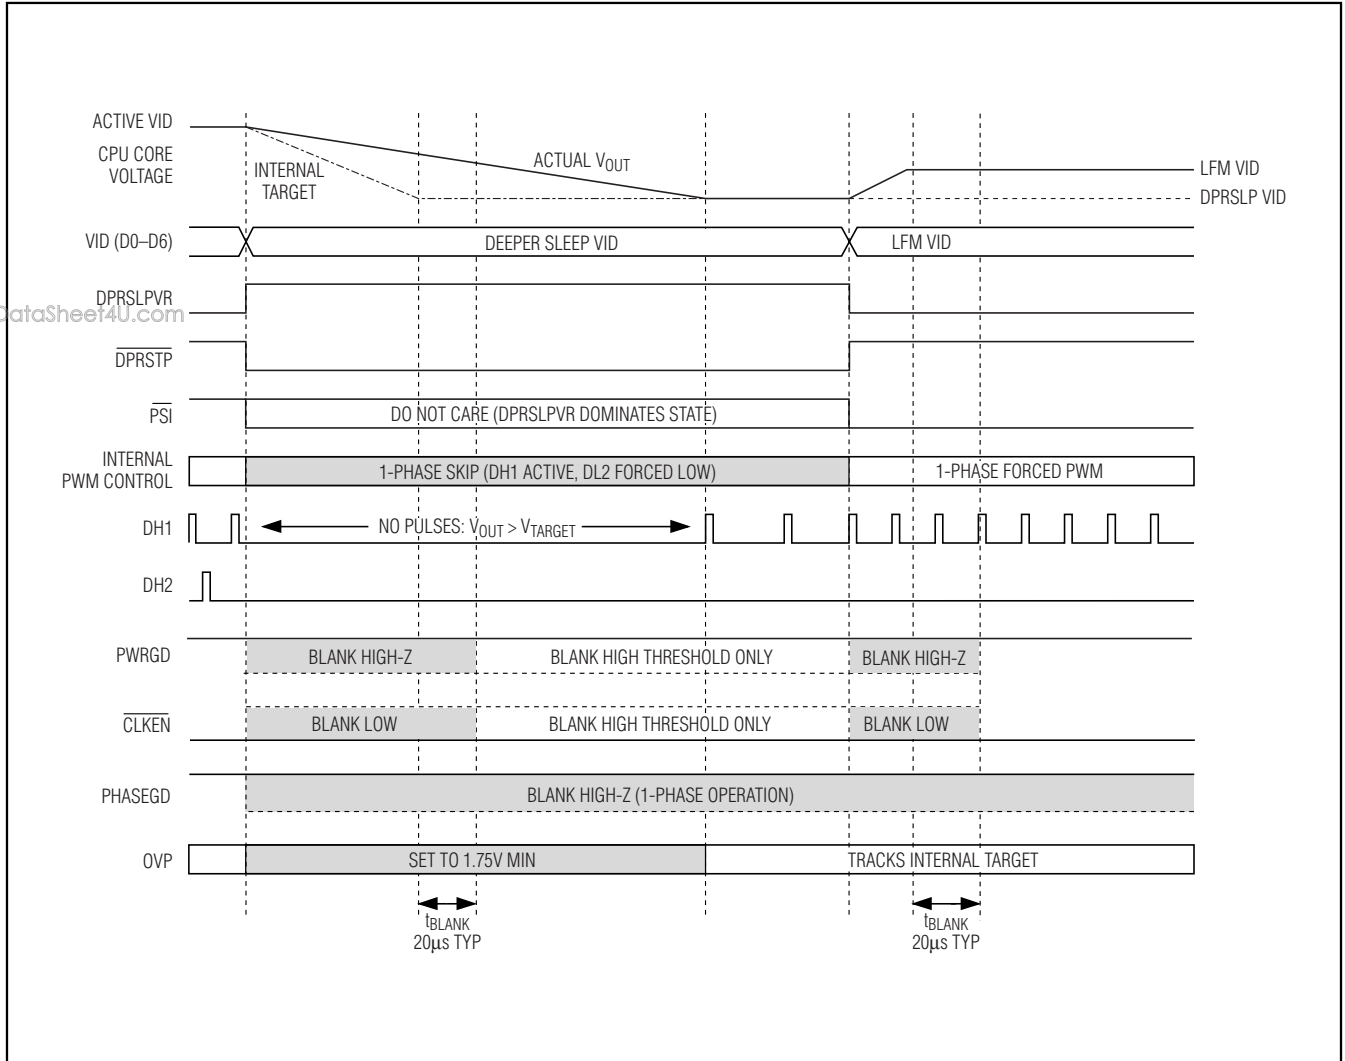 ACTIVE VID
CPU CORE
VOLTAGE
INTERNAL
TARGET
ACTUAL VOUT
LFM VID
DPRSLP VID
VID (D0–D6)
DEEPER SLEEP VID
LFM VID
DPRSLPVR
ataSheet4U.com
DPRSTP
PSI
DO NOT CARE (DPRSLPVR DOMINATES STATE)
INTERNAL
PWM CONTROL
1-PHASE SKIP (DH1 ACTIVE, DL2 FORCED LOW)
1-PHASE FORCED PWM
DH1
NO PULSES: VOUT > VTARGET
DH2
PWRGD
BLANK HIGH-Z
BLANK HIGH THRESHOLD ONLY
BLANK HIGH-Z
CLKEN
BLANK LOW
BLANK HIGH THRESHOLD ONLY
BLANK LOW
PHASEGD
BLANK HIGH-Z (1-PHASE OPERATION)
OVP
SET TO 1.75V MIN
TRACKS INTERNAL TARGET
tBLANK
20µs TYP
tBLANK
20µs TYP